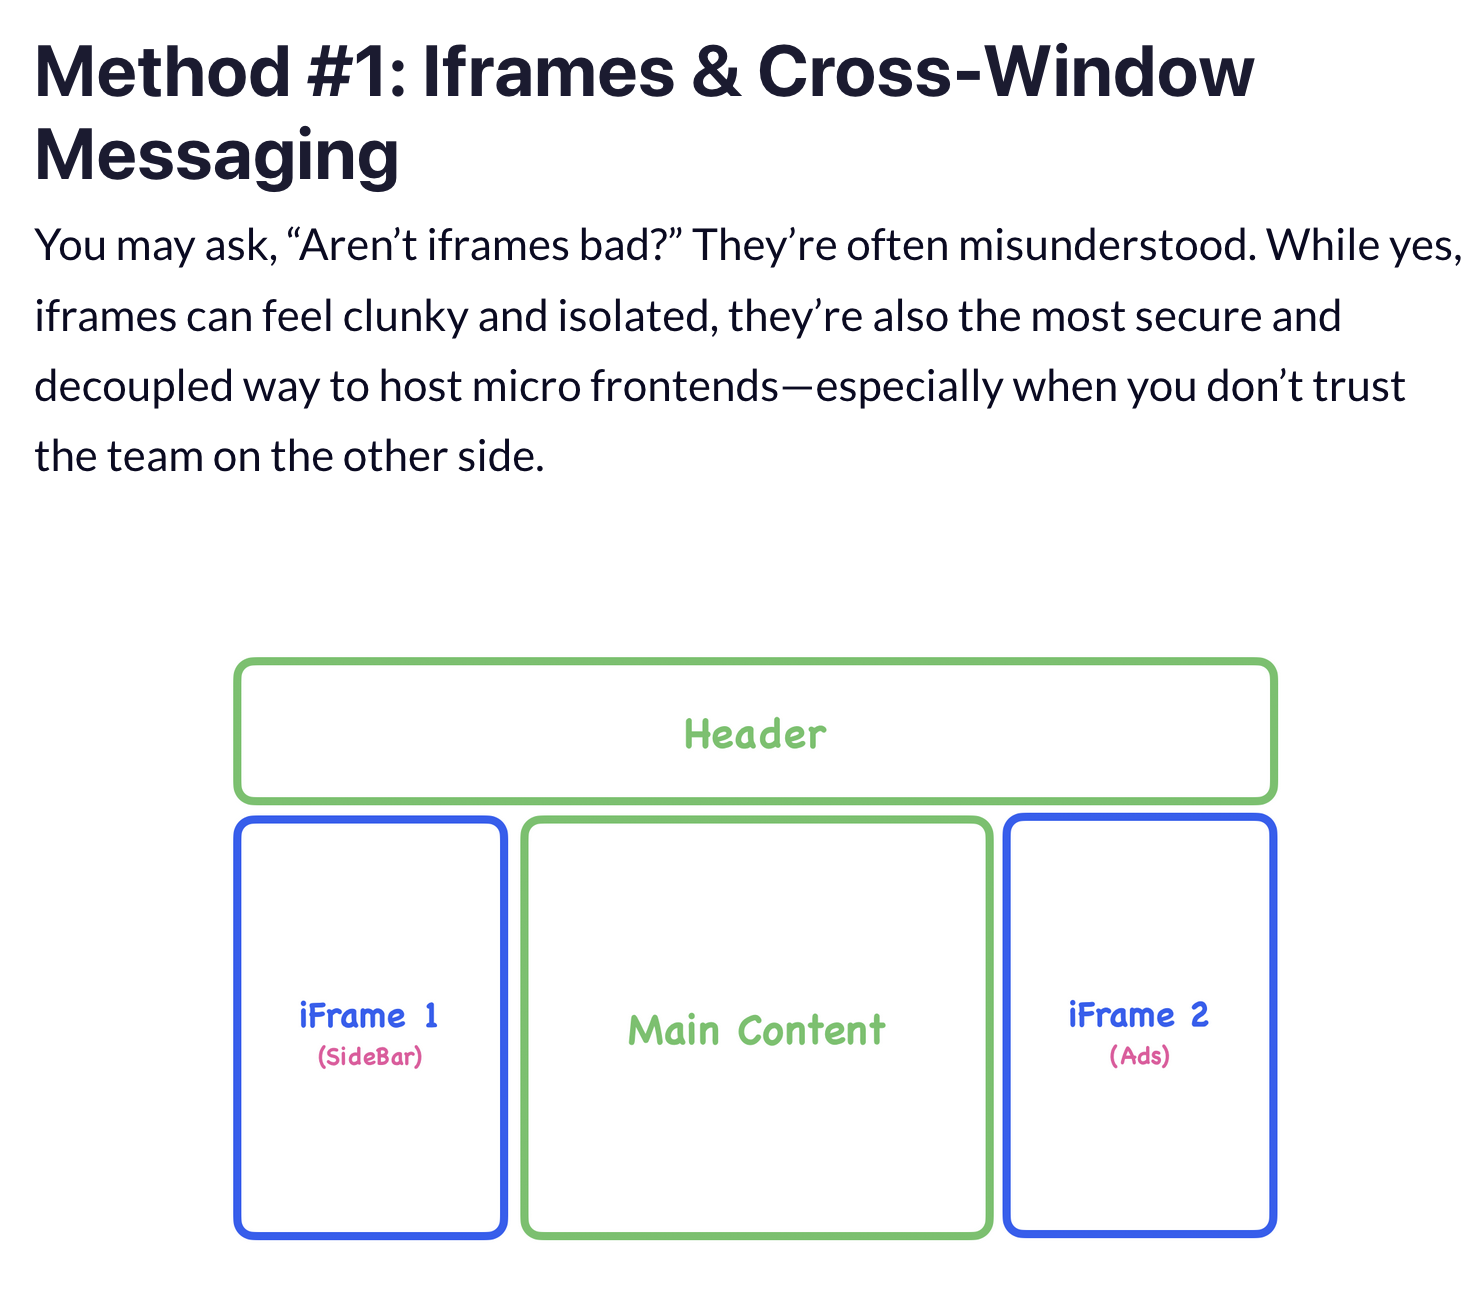 Method #1: Iframes & Cross-Window
Messaging
You may ask, “Aren’t iframes bad?” They’re often misunderstood. While yes,
iframes can feel clunky and isolated, they’re also the most secure and
decoupled way to host micro frontends—especially when you don’t trust
the team on the other side.
Header
iFrame 1
(SideBar)
Main Content
iFrame 2
(Ads)